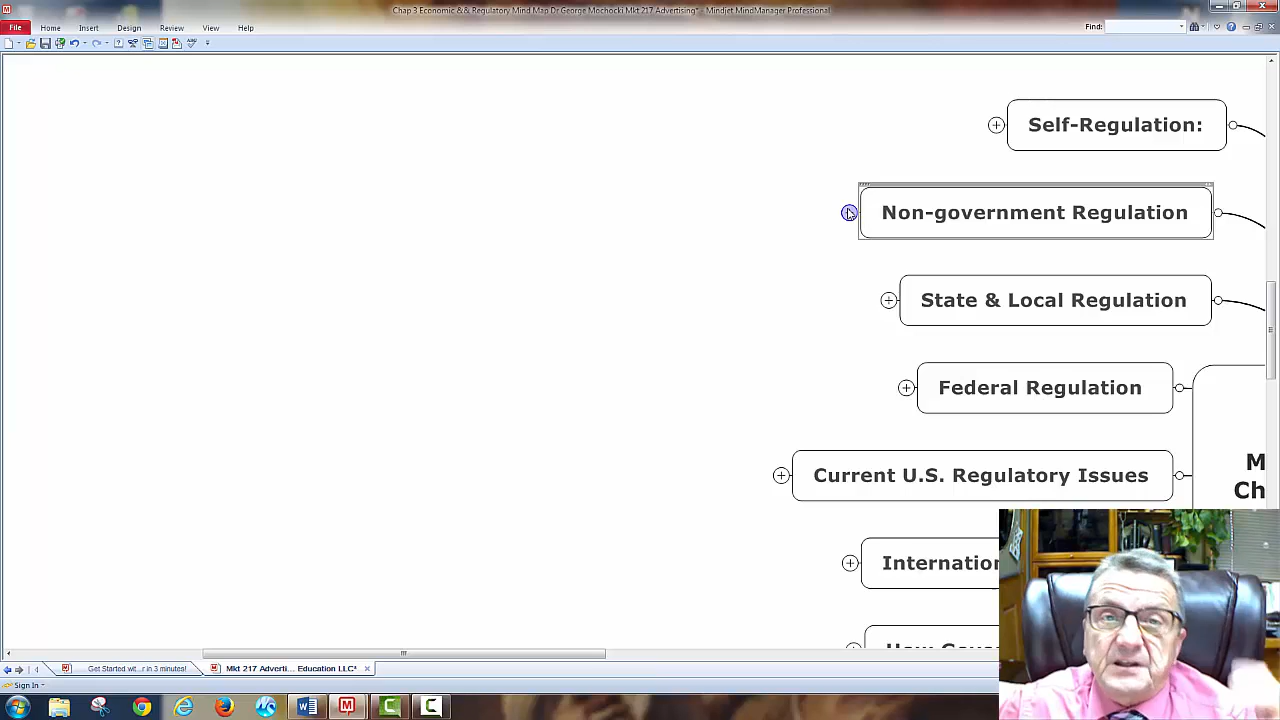 Chap 3 Economic & & Regulatory Mind Map Dr George Mochocki Mkt 217 Advertising* - Mindjet MindManager Professional
File Home Insert Design Review View Help
Find:
Self-Regulation:
Non-government Regulation
State & Local Regulation
Federal Regulation
Current U.S. Regulatory Issues
M
Ch
Internation
How Gove
Get Started wit...r in 3 minutes!
Mkt 217 Adverti... Education LLC*
Sign In